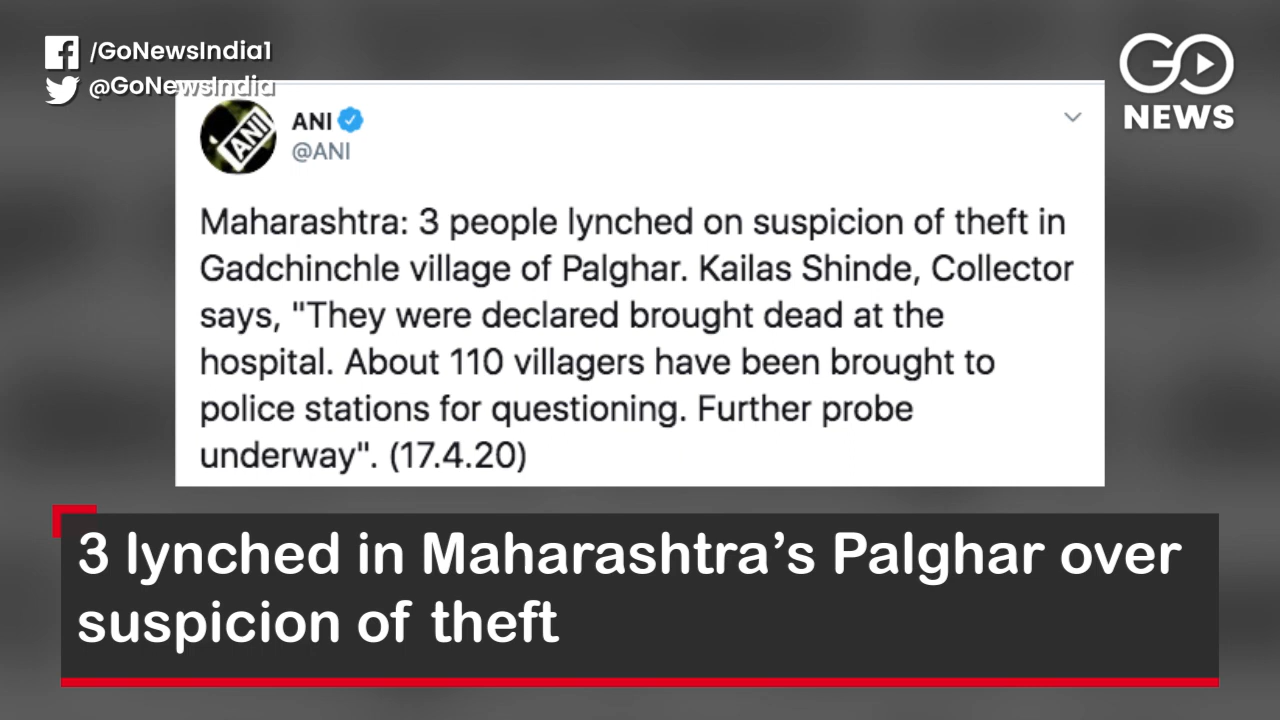 /GoNewsIndia1
@GoNewsIndia
GO
NEWS
ANI
ANI
@ANI
Maharashtra: 3 people lynched on suspicion of theft in
Gadchinchle village of Palghar. Kailas Shinde, Collector
says, "They were declared brought dead at the
hospital. About 110 villagers have been brought to
police stations for questioning. Further probe
underway". (17.4.20)
3 lynched in Maharashtra’s Palghar over
suspicion of theft